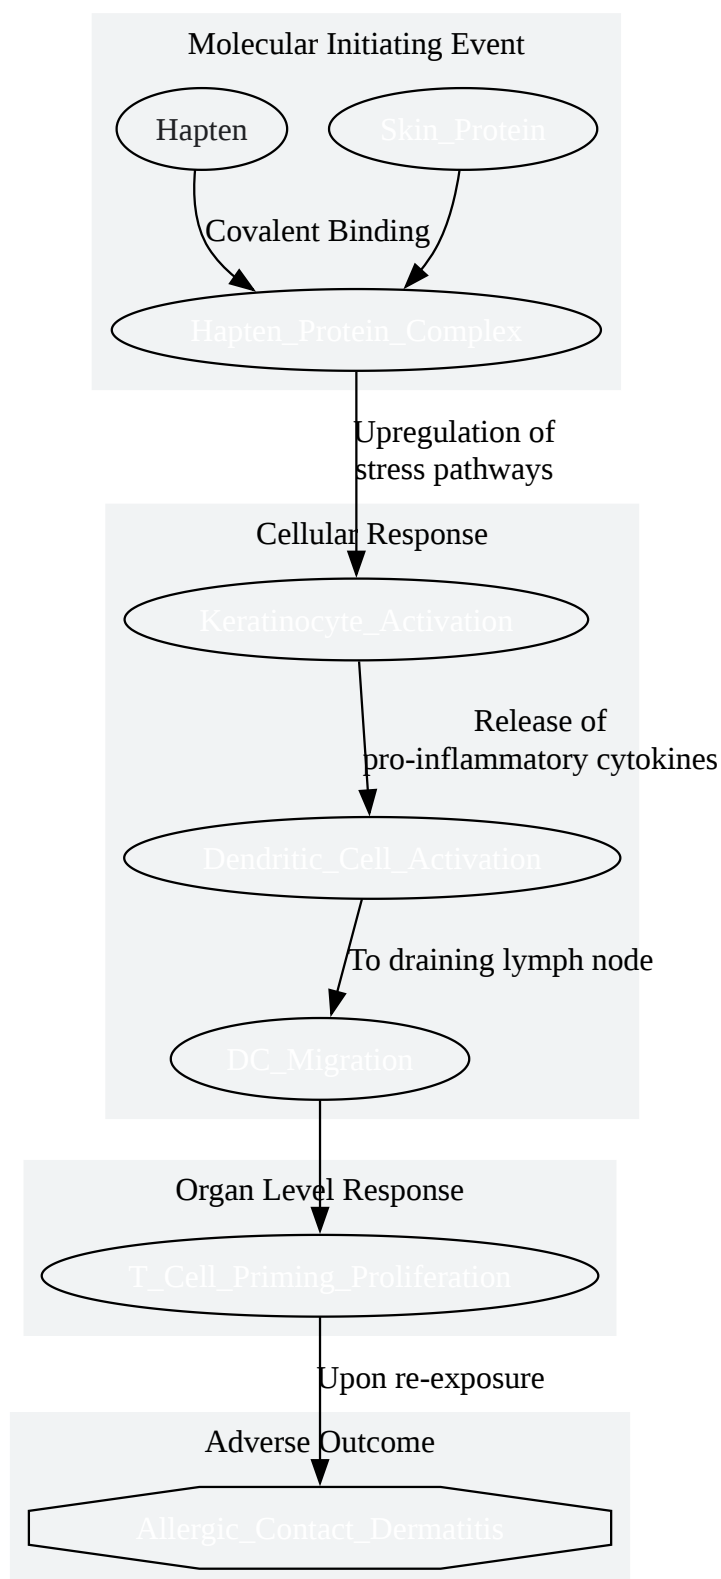 Molecular Initiating Event
Hapten
Skin_Protein
Covalent Binding
Hapten_Protein_Complex
Upregulation of
stress pathways
Cellular Response
Keratinocyte_Activation
Release of
pro-inflammatory cytokines
Dendritic_Cell_Activation
To draining lymph node
DC_Migration
Organ Level Response
T_Cell_Priming_Proliferation
Upon re-exposure
Adverse Outcome
Allergic_Contact_Dermatitis